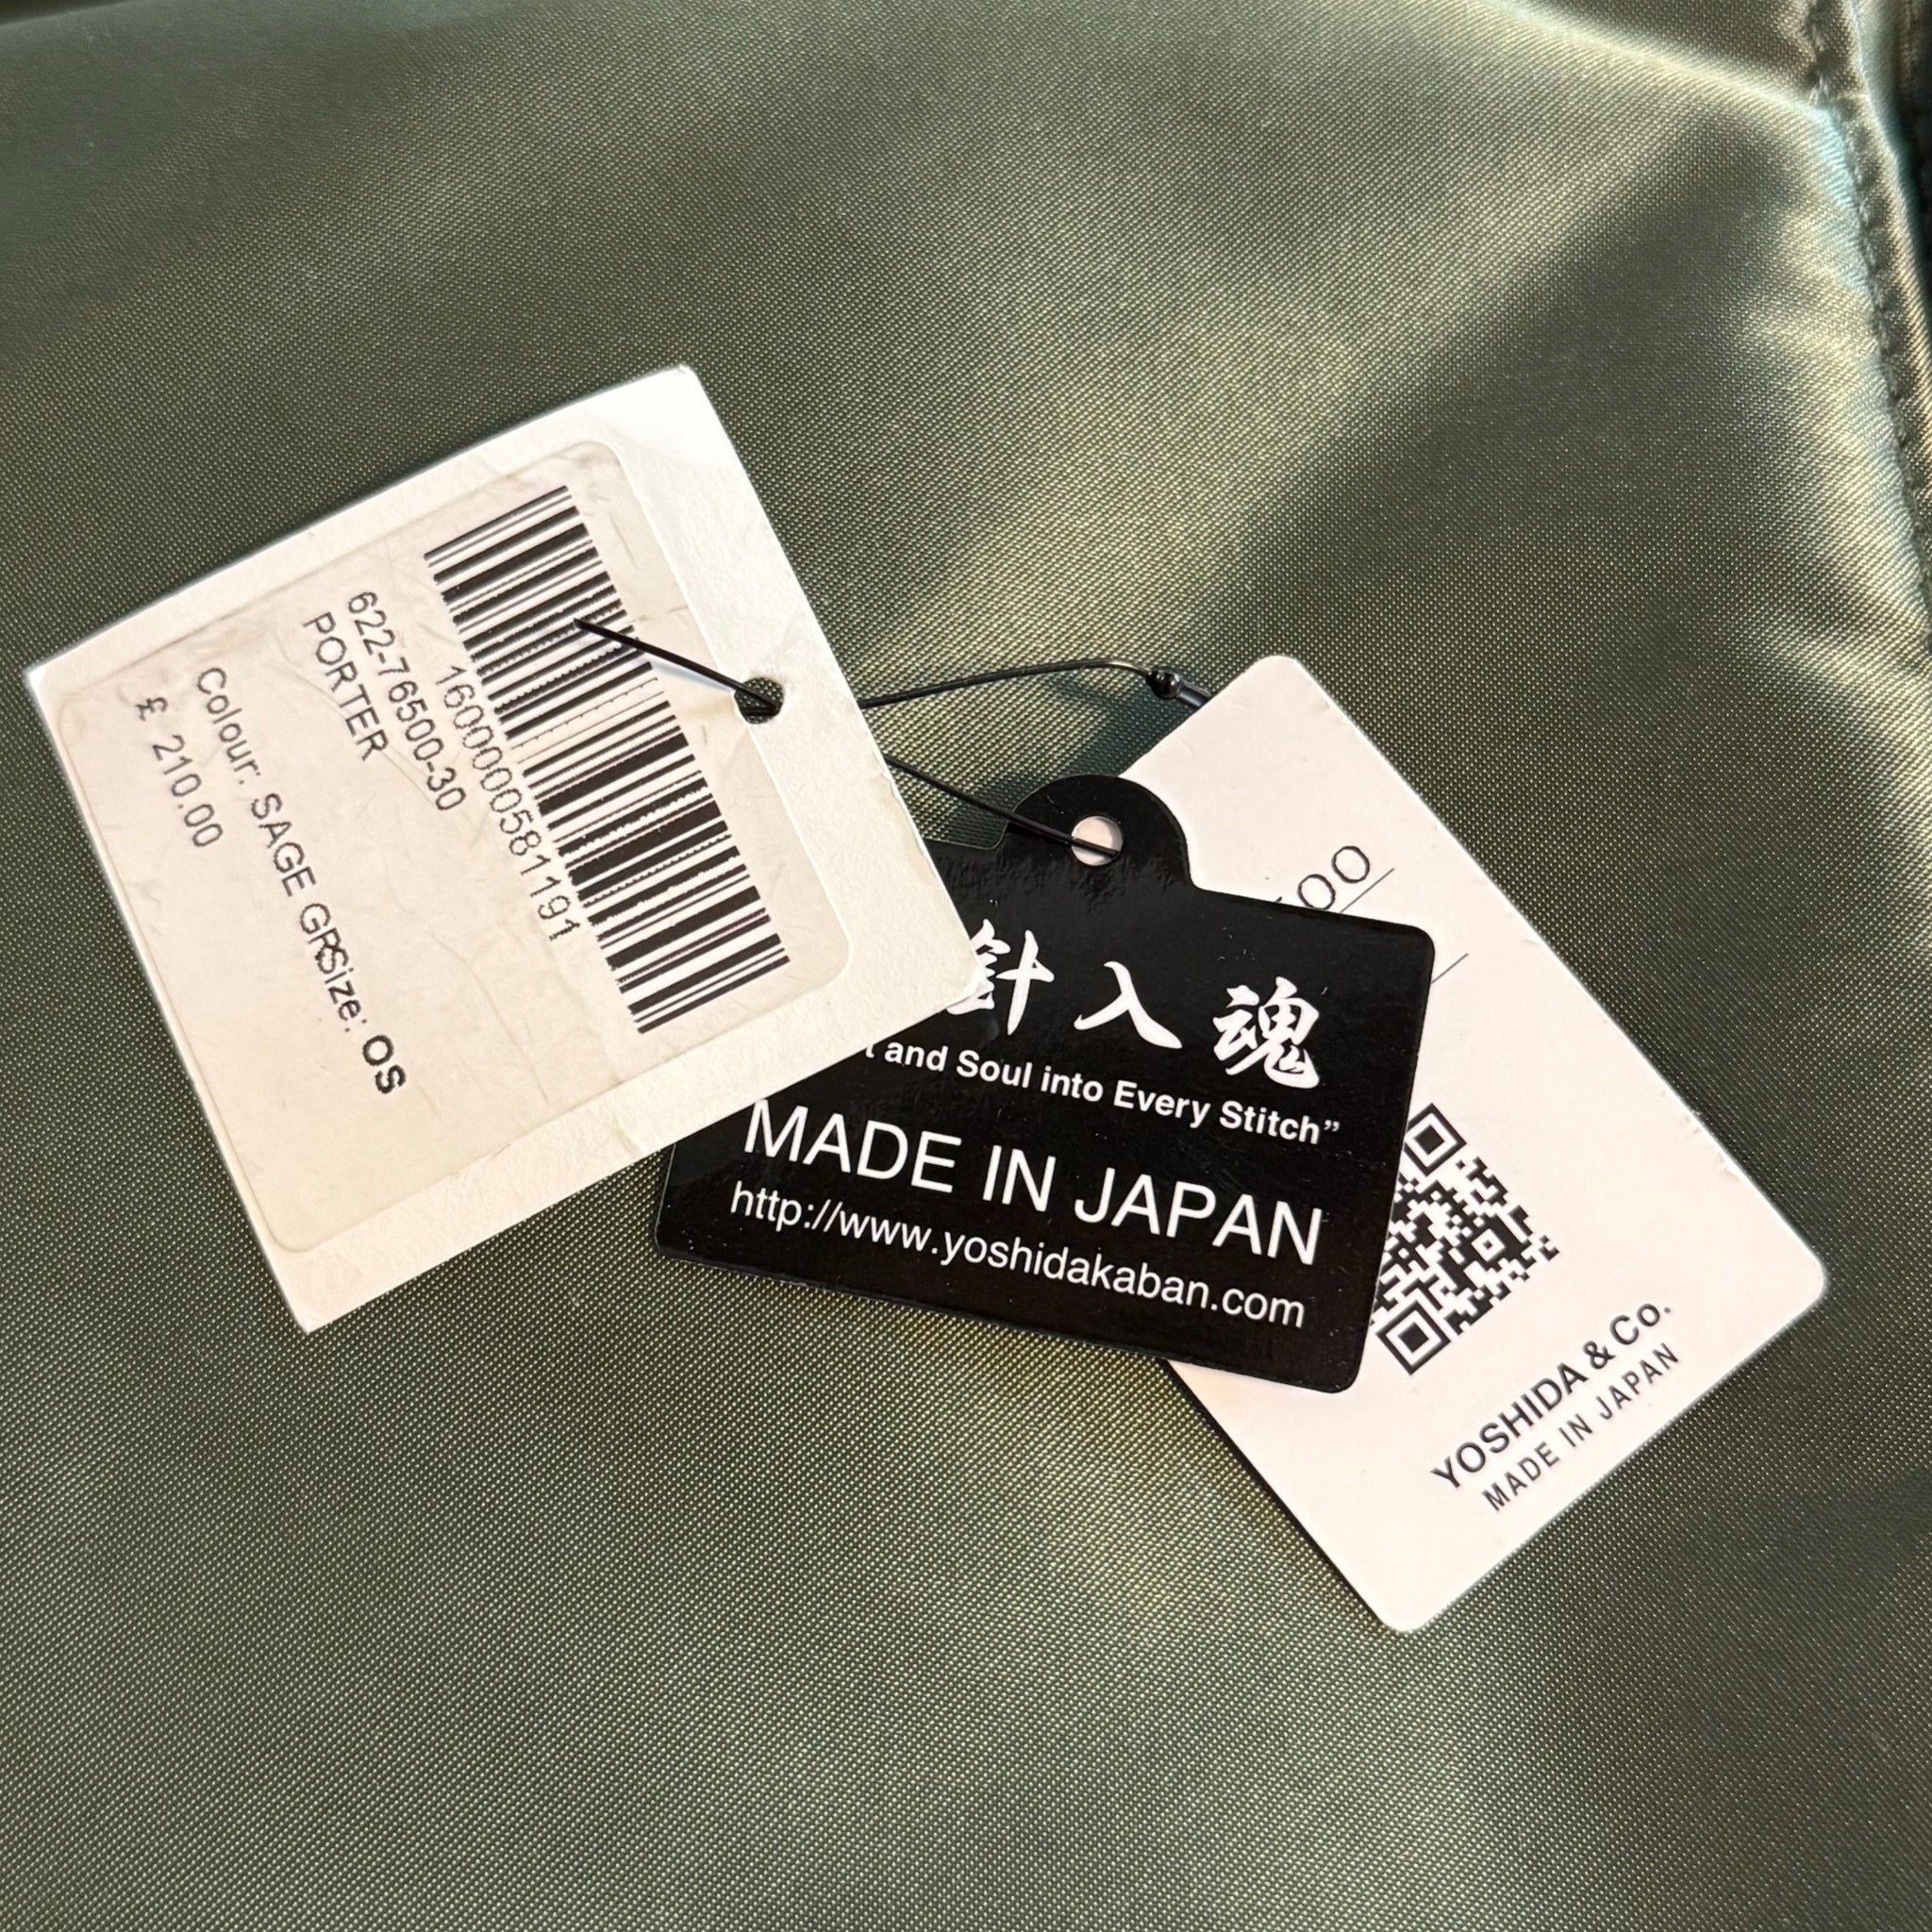 1600000581191
622-76500-30
PORTER
Colour: SAGE GRSize: OS
£ 210.00
針入魂
and Soul into Every Stitch”
MADE IN JAPAN
http://www.yoshidakaban.com
00
YOSHIDA & Co.
MADE IN JAPAN